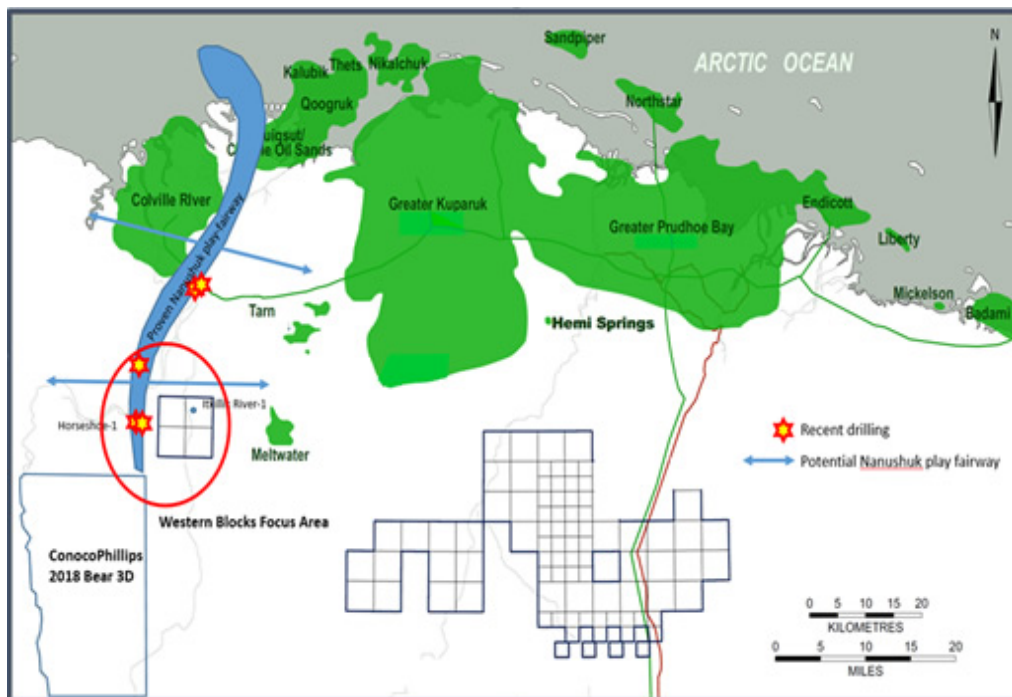 Sandpiper
N
ARCTIC OCEAN
Nikaichuk
Thets
Kalubik
Qoogruk
Northstar
Oil Sands
Colville River
Greater Kuparuk
Greater Prudhoe Bay
Endicott
Liberty
Mickelson
Badami
Proven Nanushuk play-fairway
Tarn
Hemi Springs
Itkillik River-1
Horseshoe-1
Meltwater
Recent drilling
Potential Nanushuk play fairway
Western Blocks Focus Area
ConocoPhillips
2018 Bear 3D
0 5 10 15 20
KILOMETRES
0 5 10 15 20
MILES